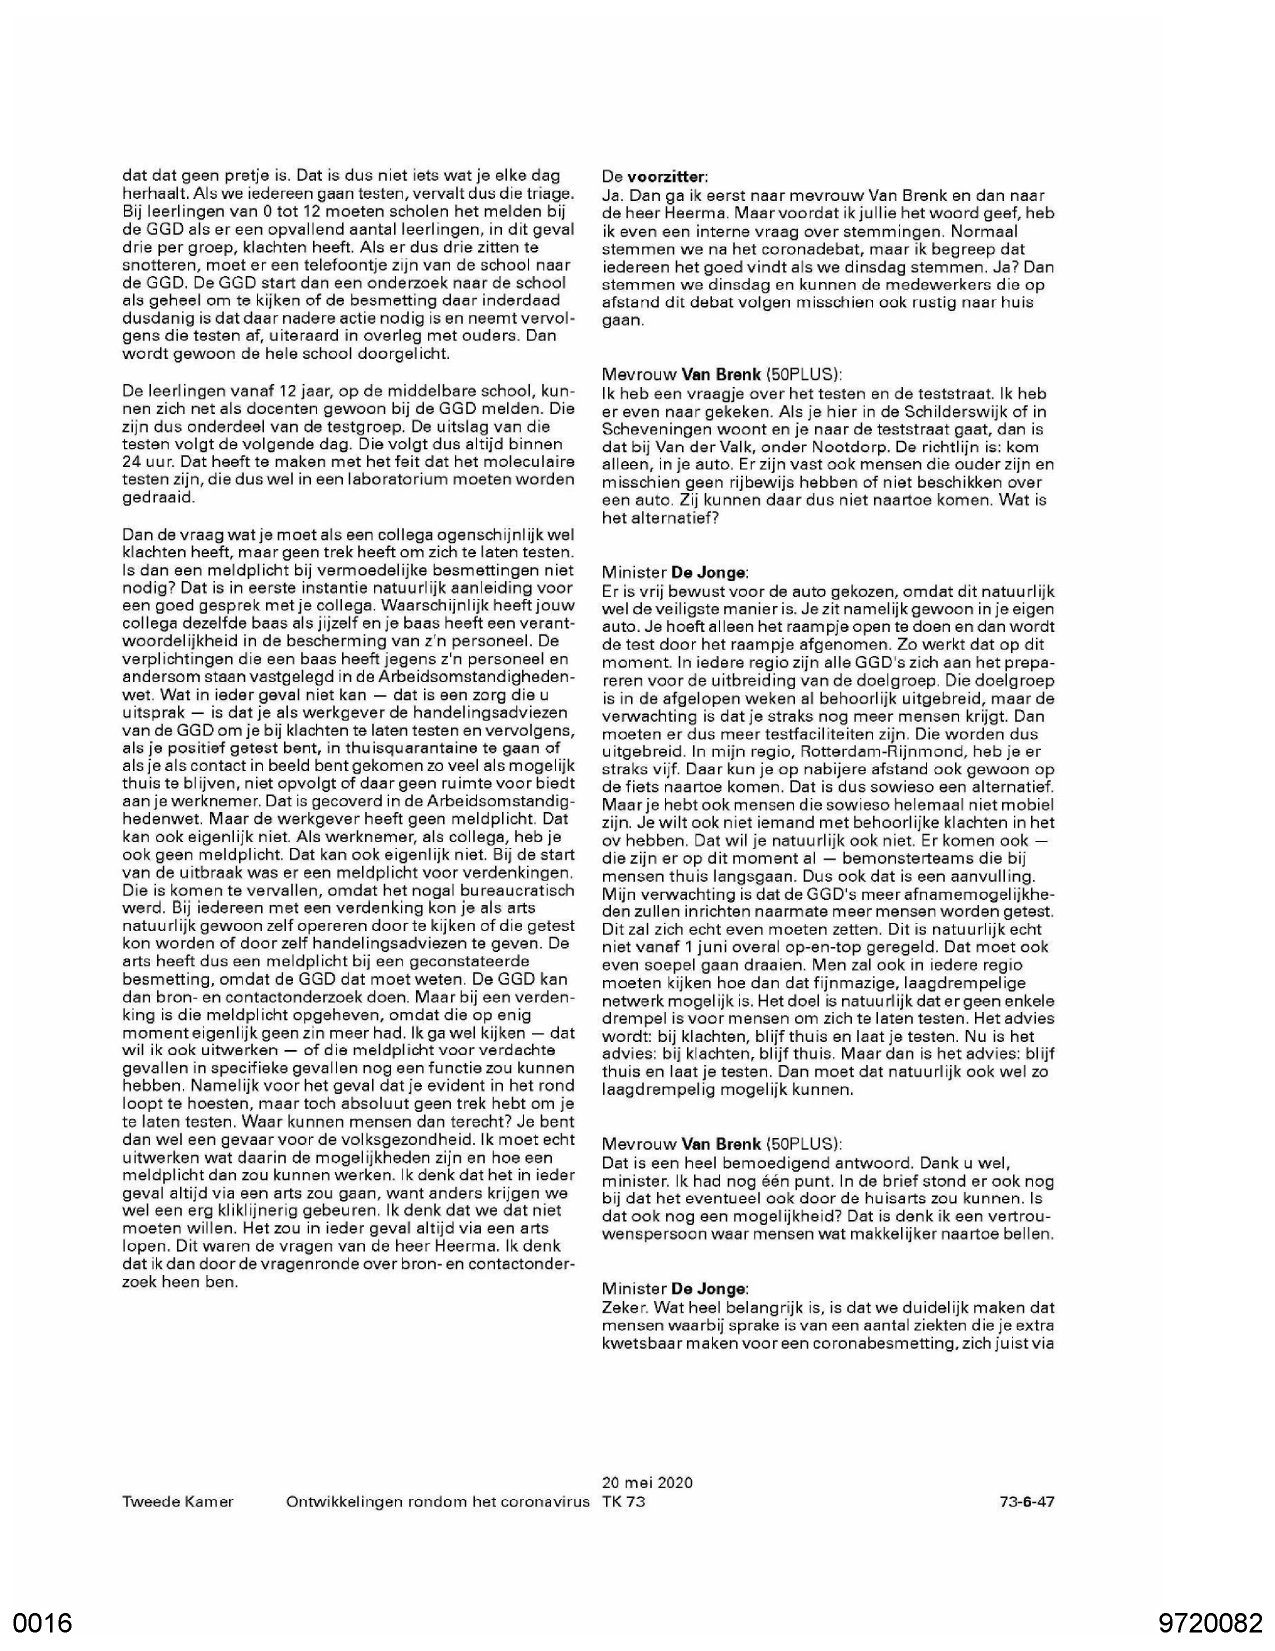 dat dat geen pretje is. Dat is dus niet iets wat je elke dag
herhaalt. Als we iedereen gaan testen, vervalt dus die triage.
Bij leerlingen van 0 tot 12 moeten scholen het melden bij
de GGD als er een opvallend aantal leerlingen, in dit geval
drie per groep, klachten heeft. Als er dus drie zitten te
snotteren, moet er een telefoontje zijn van de school naar
de GGD. De GGD start dan een onderzoek naar de school
als geheel om te kijken of de besmetting daar inderdaad
dusdanig is dat daar nadere actie nodig is en neemt vervol-
gens die testen af, uiteraard in overleg met ouders. Dan
wordt gewoon de hele school doorgelicht.
De leerlingen vanaf 12 jaar, op de middelbare school, kun-
nen zich net als docenten gewoon bij de GGD melden. Die
zijn dus onderdeel van de testgroep. De uitslag van die
testen volgt de volgende dag. Die volgt dus altijd binnen
24 uur. Dat heeft te maken met het feit dat het moleculaire
testen zijn, die dus wel in een laboratorium moeten worden
gedraaid.
Dan de vraag wat je moet als een collega ogenschijnlijk wel
klachten heeft, maar geen trek heeft om zich te laten testen.
Is dan een meldplicht bij vermoedelijke besmettingen niet
nodig? Dat is in eerste instantie natuurlijk aanleiding voor
een goed gesprek met je collega. Waarschijnlijk heeft jouw
collega dezelfde baas als jijzelf en je baas heeft een verant-
woordelijkheid in de bescherming van z'n personeel. De
verplichtingen die een baas heeft jegens z'n personeel en
andersom staan vastgelegd in de Arbeidsomstandigheden-
wet. Wat in ieder geval niet kan — dat is een zorg die u
uitsprak — is dat je als werkgever de handelingsadviezen
van de GGD om je bij klachten te laten testen en vervolgens,
als je positief getest bent, in thuisquarantaine te gaan of
als je als contact in beeld bent gekomen zo veel als mogelijk
thuis te blijven, niet opvolgt of daar geen ruimte voor biedt
aan je werknemer. Dat is gecoverd in de Arbeidsomstandig-
hedenwet. Maar de werkgever heeft geen meldplicht. Dat
kan ook eigenlijk niet. Als werknemer, als collega, heb je
ook geen meldplicht. Dat kan ook eigenlijk niet. Bij de start
van de uitbraak was er een meldplicht voor verdenkingen.
Die is komen te vervallen, omdat het nogal bureaucratisch
werd. Bij iedereen met een verdenking kon je als arts
natuurlijk gewoon zelf opereren door te kijken of die getest
kon worden of door zelf handelingsadviezen te geven. De
arts heeft dus een meldplicht bij een geconstateerde
besmetting, omdat de GGD dat moet weten. De GGD kan
dan bron- en contactonderzoek doen. Maar bij een verden-
king is die meldplicht opgeheven, omdat die op enig
moment eigenlijk geen zin meer had. Ik ga wel kijken — dat
wil ik ook uitwerken — of die meldplicht voor verdachte
gevallen in specifieke gevallen nog een functie zou kunnen
hebben. Namelijk voor het geval dat je evident in het rond
loopt te hoesten, maar toch absoluut geen trek hebt om je
te laten testen. Waar kunnen mensen dan terecht? Je bent
dan wel een gevaar voor de volksgezondheid. Ik moet echt
uitwerken wat daarin de mogelijkheden zijn en hoe een
meldplicht dan zou kunnen werken. Ik denk dat het in ieder
geval altijd via een arts zou gaan, want anders krijgen we
wel een erg kliklijnerig gebeuren. Ik denk dat we dat niet
moeten willen. Het zou in ieder geval altijd via een arts
lopen. Dit waren de vragen van de heer Heerma. Ik denk
dat ik dan door de vragenronde over bron- en contactonder-
zoek heen ben.
De voorzitter:
Ja. Dan ga ik eerst naar mevrouw Van Brenk en dan naar
de heer Heerma. Maar voordat ik jullie het woord geef, heb
ik even een interne vraag over stemmingen. Normaal
stemmen we na het coronadebat, maar ik begreep dat
iedereen het goed vindt als we dinsdag stemmen. Ja? Dan
stemmen we dinsdag en kunnen de medewerkers die op
afstand dit debat volgen misschien ook rustig naar huis
gaan.
Mevrouw Van Brenk (50PLUS):
Ik heb een vraagje over het testen en de teststraat. Ik heb
er even naar gekeken. Als je hier in de Schilderswijk of in
Scheveningen woont en je naar de teststraat gaat, dan is
dat bij Van der Valk, onder Nootdorp. De richtlijn is: kom
alleen, in je auto. Er zijn vast ook mensen die ouder zijn en
misschien geen rijbewijs hebben of niet beschikken over
een auto. Zij kunnen daar dus niet naartoe komen. Wat is
het alternatief?
Minister De Jonge:
Er is vrij bewust voor de auto gekozen, omdat dit natuurlijk
wel de veiligste manier is. Je zit namelijk gewoon in je eigen
auto. Je hoeft alleen het raampje open te doen en dan wordt
de test door het raampje afgenomen. Zo werkt dat op dit
moment. In iedere regio zijn alle GGD's zich aan het prepa-
reren voor de uitbreiding van de doelgroep. Die doelgroep
is in de afgelopen weken al behoorlijk uitgebreid, maar de
verwachting is dat je straks nog meer mensen krijgt. Dan
moeten er dus meer testfaciliteiten zijn. Die worden dus
uitgebreid. In mijn regio, Rotterdam-Rijnmond, heb je er
straks vijf. Daar kun je op nabijere afstand ook gewoon op
de fiets naartoe komen. Dat is dus sowieso een alternatief.
Maar je hebt ook mensen die sowieso helemaal niet mobiel
zijn. Je wilt ook niet iemand met behoorlijke klachten in het
ov hebben. Dat wil je natuurlijk ook niet. Er komen ook —
die zijn er op dit moment al — bemonsterteams die bij
mensen thuis langsgaan. Dus ook dat is een aanvulling.
Mijn verwachting is dat de GGD's meer afnamemogelijkhe-
den zullen inrichten naarmate meer mensen worden getest.
Dit zal zich echt even moeten zetten. Dit is natuurlijk echt
niet vanaf 1 juni overal op-en-top geregeld. Dat moet ook
even soepel gaan draaien. Men zal ook in iedere regio
moeten kijken hoe dan dat fijnmazige, laagdrempelige
netwerk mogelijk is. Het doel is natuurlijk dat er geen enkele
drempel is voor mensen om zich te laten testen. Het advies
wordt: bij klachten, blijf thuis en laat je testen. Nu is het
advies: bij klachten, blijf thuis. Maar dan is het advies: blijf
thuis en laat je testen. Dan moet dat natuurlijk ook wel zo
laagdrempelig mogelijk kunnen.
Mevrouw Van Brenk (50PLUS):
Dat is een heel bemoedigend antwoord. Dank u wel,
minister. Ik had nog één punt. In de brief stond er ook nog
bij dat het eventueel ook door de huisarts zou kunnen. Is
dat ook nog een mogelijkheid? Dat is denk ik een vertrou-
wenspersoon waar mensen wat makkelijker naartoe bellen.
Minister De Jonge:
Zeker. Wat heel belangrijk is, is dat we duidelijk maken dat
mensen waarbij sprake is van een aantal ziekten die je extra
kwetsbaar maken voor een coronabesmetting, zich juist via
20 mei 2020
Tweede Kamer Ontwikkelingen rondom het coronavirus TK 73 73-6-47
0016 9720082